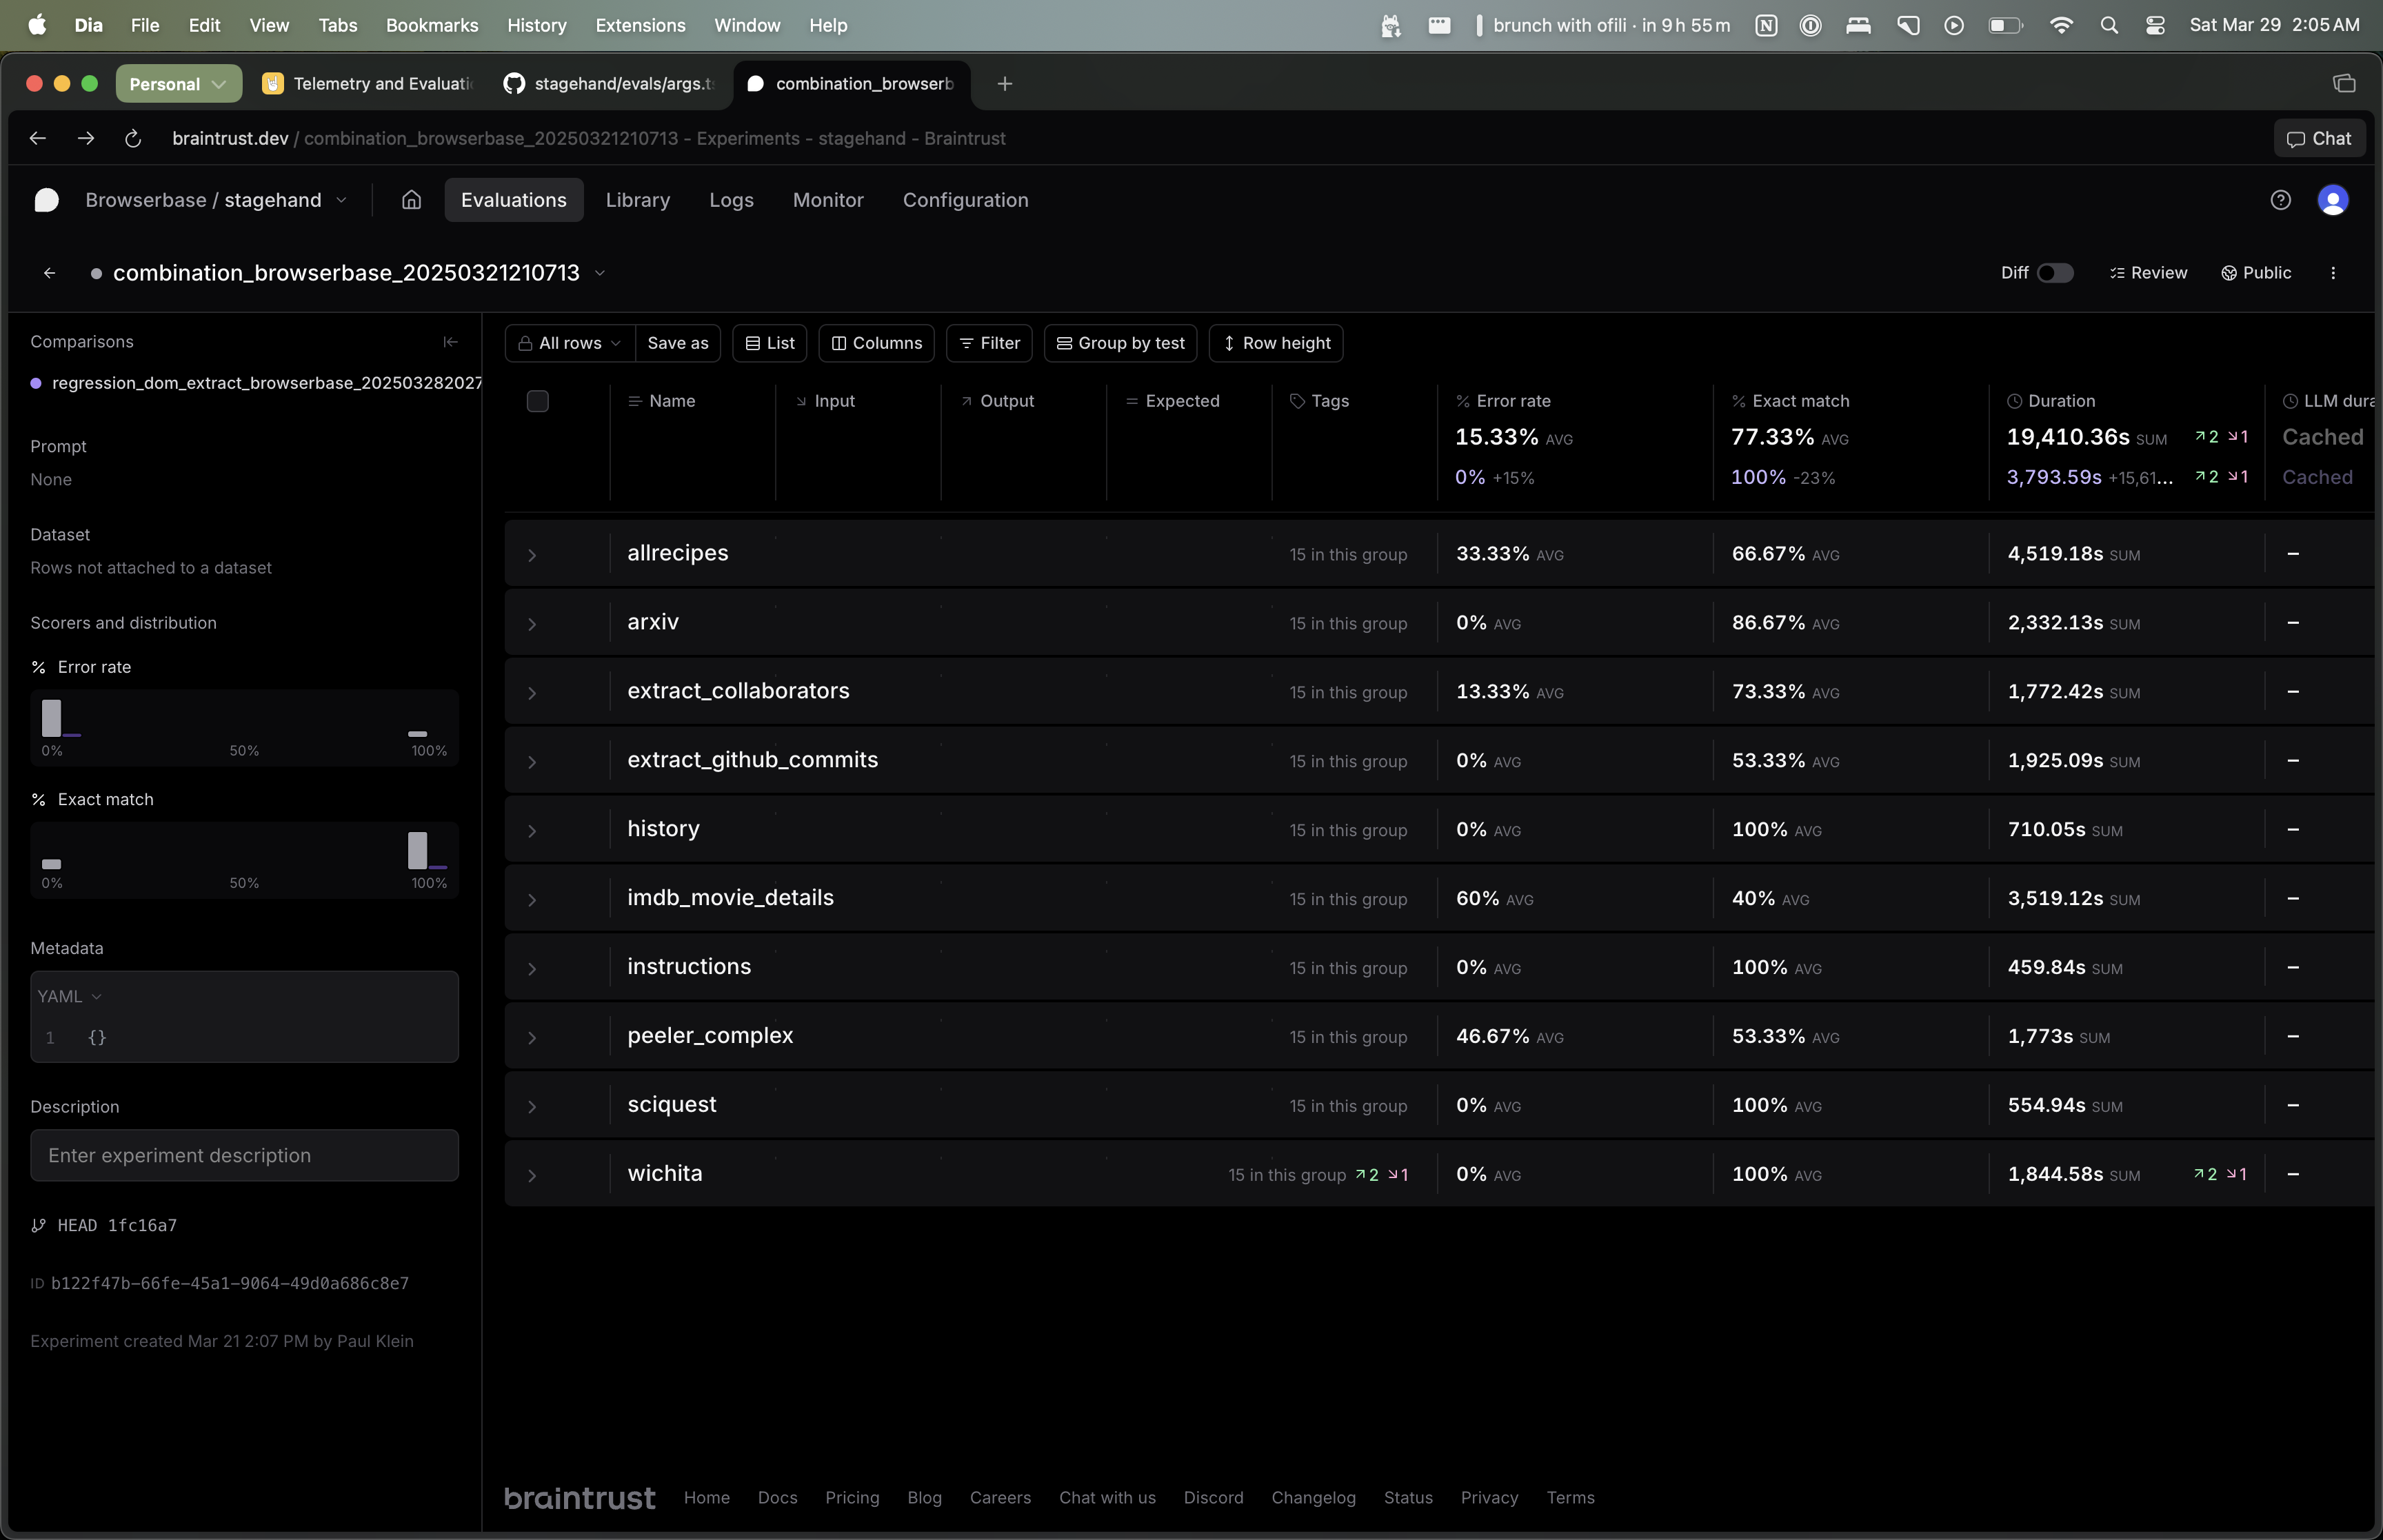 Dia File Edit View Tabs Bookmarks History Extensions Window Help brunch with ofili · in 9 h 55 m Sat Mar 29 2:05 AM
Personal Telemetry and Evaluati stagehand/evals/args.ts combination_browserb
braintrust.dev / combination_browserbase_20250321210713 - Experiments - stagehand - Braintrust Chat
Browserbase / stagehand Evaluations Library Logs Monitor Configuration
combination_browserbase_20250321210713 Diff Review Public
Comparisons
regression_dom_extract_browserbase_202503282027
Prompt
None
Dataset
Rows not attached to a dataset
Scorers and distribution
% Error rate
0% 50% 100%
% Exact match
0% 50% 100%
Metadata
YAML
1 {}
Description
Enter experiment description
HEAD 1fc16a7
ID b122f47b-66fe-45a1-9064-49d0a686c8e7
Experiment created Mar 21 2:07 PM by Paul Klein
All rows Save as List Columns Filter Group by test Row height
Name Input Output Expected Tags % Error rate % Exact match Duration LLM dura
15.33% AVG 77.33% AVG 19,410.36s SUM 2 1 Cached
0% +15% 100% -23% 3,793.59s +15,61... 2 1 Cached
allrecipes 15 in this group 33.33% AVG 66.67% AVG 4,519.18s SUM –
arxiv 15 in this group 0% AVG 86.67% AVG 2,332.13s SUM –
extract_collaborators 15 in this group 13.33% AVG 73.33% AVG 1,772.42s SUM –
extract_github_commits 15 in this group 0% AVG 53.33% AVG 1,925.09s SUM –
history 15 in this group 0% AVG 100% AVG 710.05s SUM –
imdb_movie_details 15 in this group 60% AVG 40% AVG 3,519.12s SUM –
instructions 15 in this group 0% AVG 100% AVG 459.84s SUM –
peeler_complex 15 in this group 46.67% AVG 53.33% AVG 1,773s SUM –
sciquest 15 in this group 0% AVG 100% AVG 554.94s SUM –
wichita 15 in this group 2 1 0% AVG 100% AVG 1,844.58s SUM 2 1 –
braintrust Home Docs Pricing Blog Careers Chat with us Discord Changelog Status Privacy Terms